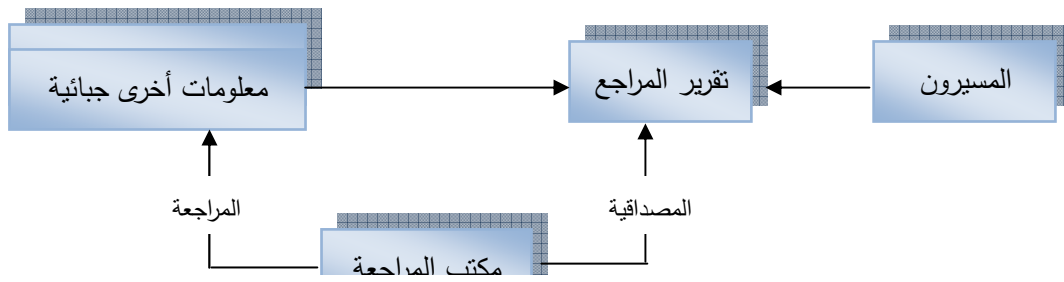 المسيرون
تقرير المراجع
معلومات أخرى جبائية
المصداقية
المراجعة
مكتب المراجعة